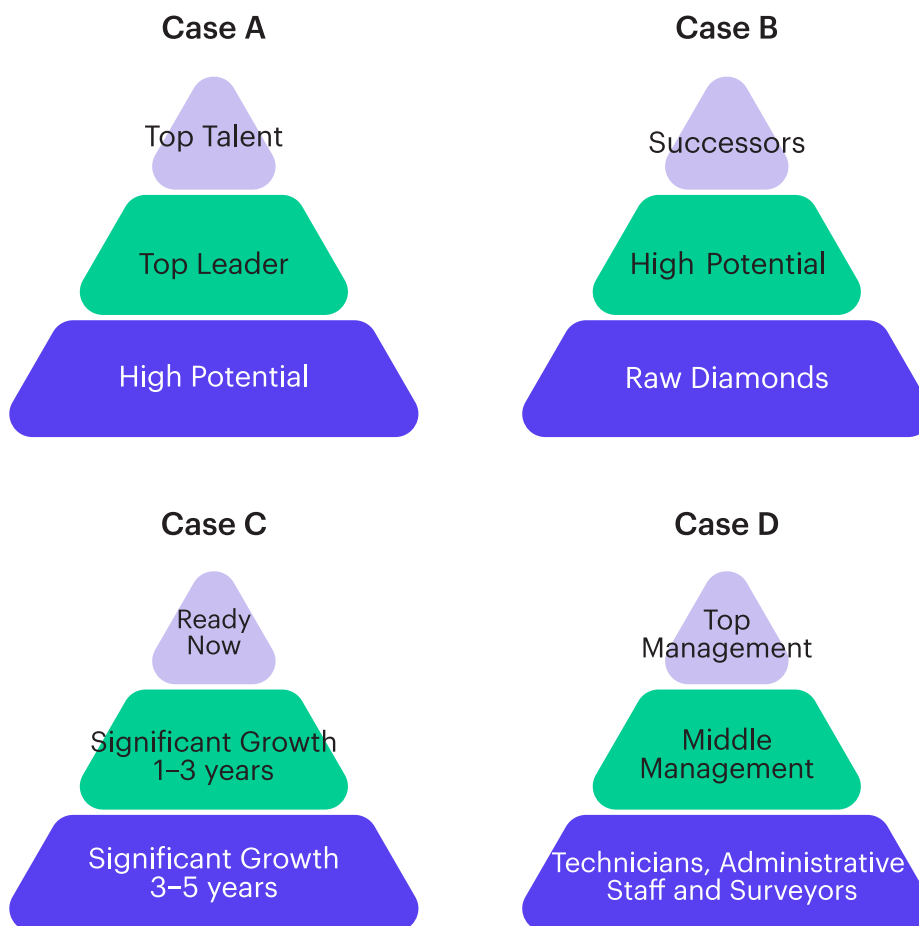 Case A
Top Talent
Top Leader
High Potential
Case B
Successors
High Potential
Raw Diamonds
Case C
Ready
Now
Significant Growth
1–3 years
Significant Growth
3–5 years
Case D
Top
Management
Middle
Management
Technicians, Administrative
Staff and Surveyors